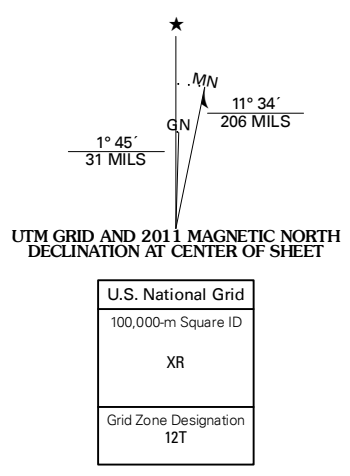 ★
MN
11° 34´
206 MILS
GN
1° 45´
31 MILS
UTM GRID AND 2011 MAGNETIC NORTH
DECLINATION AT CENTER OF SHEET
U.S. National Grid
100,000-m Square ID
XR
Grid Zone Designation
12T